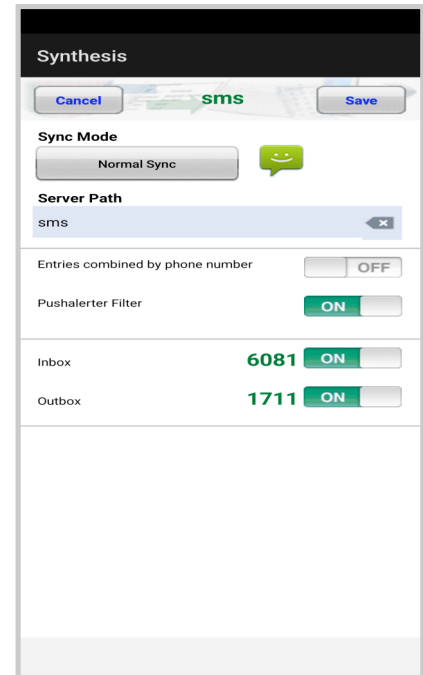 Synthesis
Cancel sms Save
Sync Mode
Normal Sync
Server Path
sms
Entries combined by phone number OFF
Pushalerter Filter ON
Inbox 6081 ON
Outbox 1711 ON